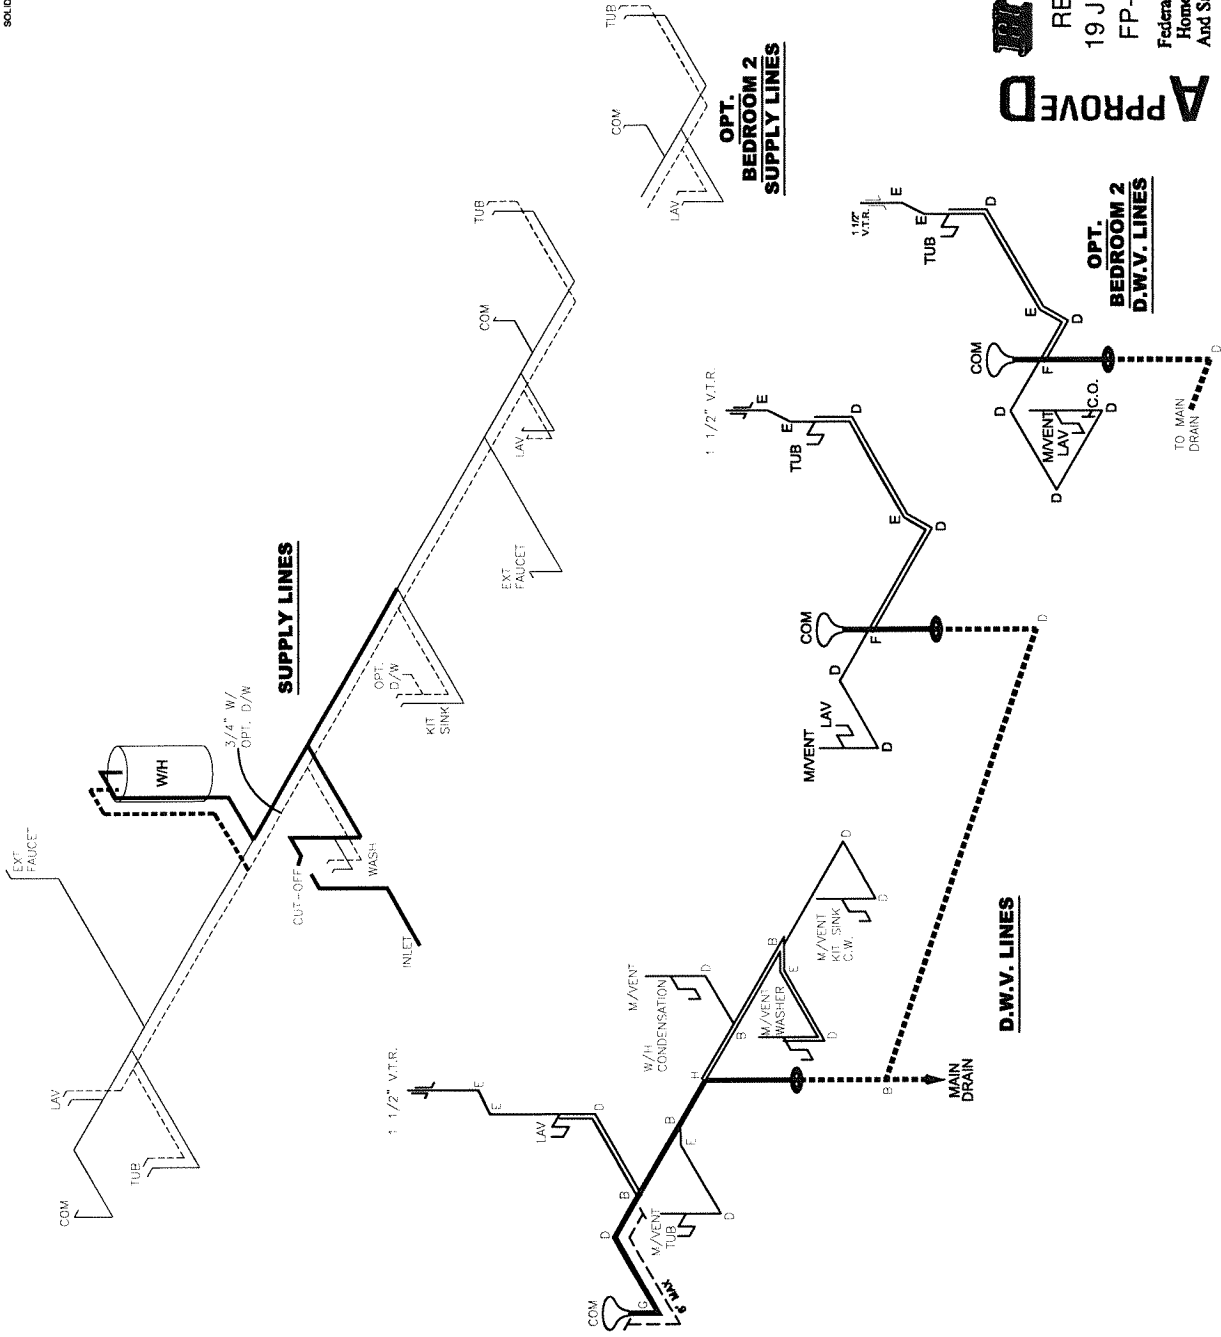 SOLID
TUB
COM
LAV
OPT.
BEDROOM 2
SUPPLY LINES
RE
19 J
FP-
Federa
Home
And Sa
APPROVED
TUB
COM
LAV
EXT
FAUCET
SUPPLY LINES
3/4" W/
OPT. D/W
OPT.
D/W
KIT
SINK
W/H
EXT
FAUCET
CUT-OFF
WASH
INLET
LAV
COM
TUB
1 1/2"
V.T.R.
E
E
TUB
D
E
D
COM
F
D
M/VENT
LAV
C.O.
D
D
TO MAIN
DRAIN
D
OPT.
BEDROOM 2
D.W.V. LINES
1 1/2" V.T.R.
E
E
TUB
D
E
D
COM
F
D
M/VENT
LAV
D
D
1 1/2" V.T.R.
E
E
LAV
D
B
D
COM
G
6" MAX
M/VENT
TUB
D
E
B
H
W/H
CONDENSATION
M/VENT
D
B
M/VENT
WASHER
D
E
B
M/VENT
KIT SINK
C.W.
D
D
B
MAIN
DRAIN
D.W.V. LINES